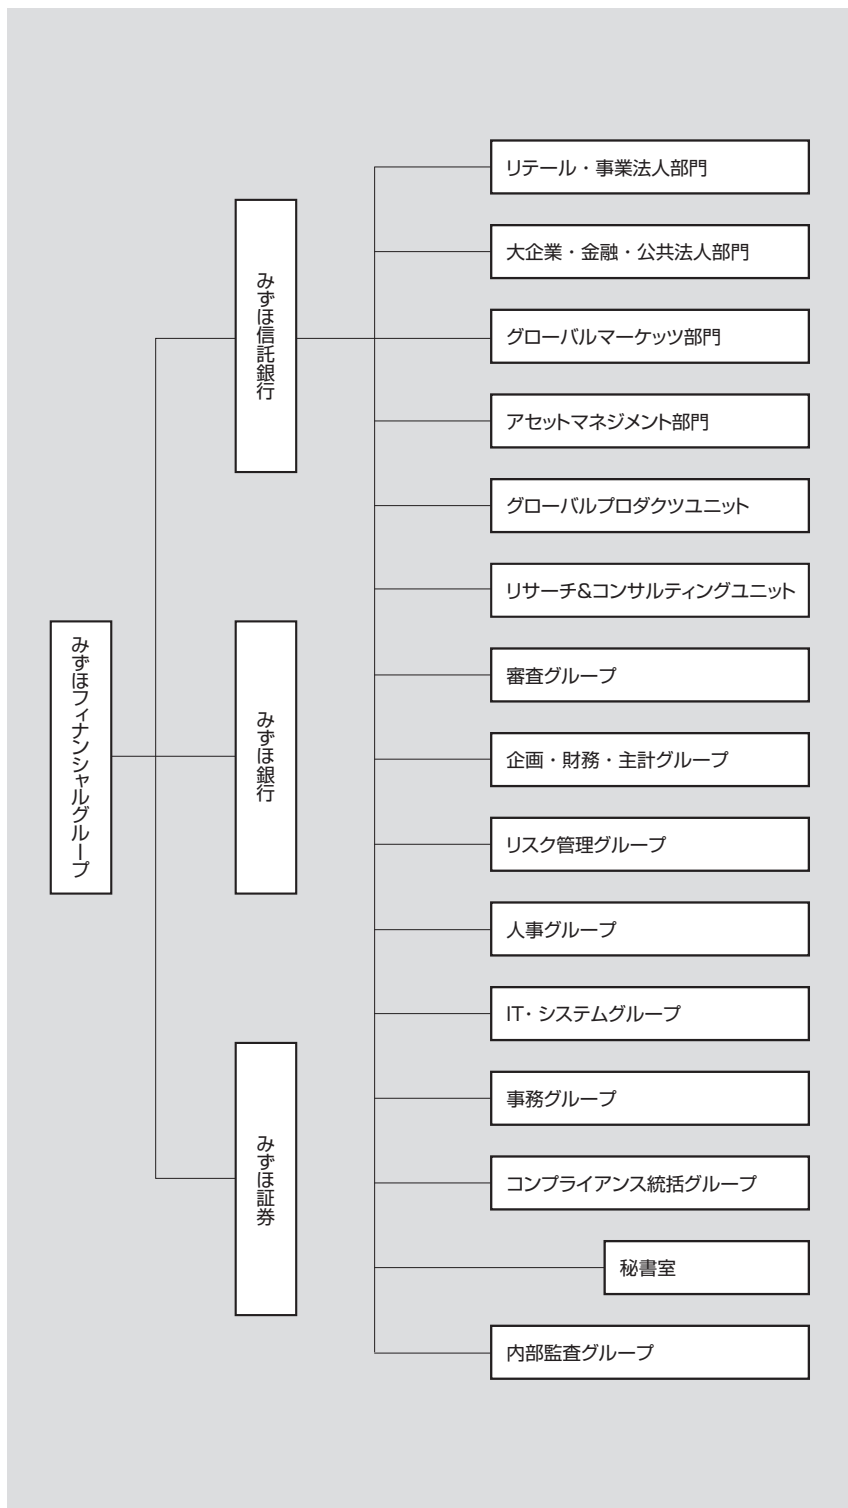 みずほフィナンシャルグループ
みずほ信託銀行
みずほ銀行
みずほ証券
リテール・事業法人部門
大企業・金融・公共法人部門
グローバルマーケッツ部門
アセットマネジメント部門
グローバルプロダクツユニット
リサーチ&コンサルティングユニット
審査グループ
企画・財務・主計グループ
リスク管理グループ
人事グループ
IT・システムグループ
事務グループ
コンプライアンス統括グループ
秘書室
内部監査グループ